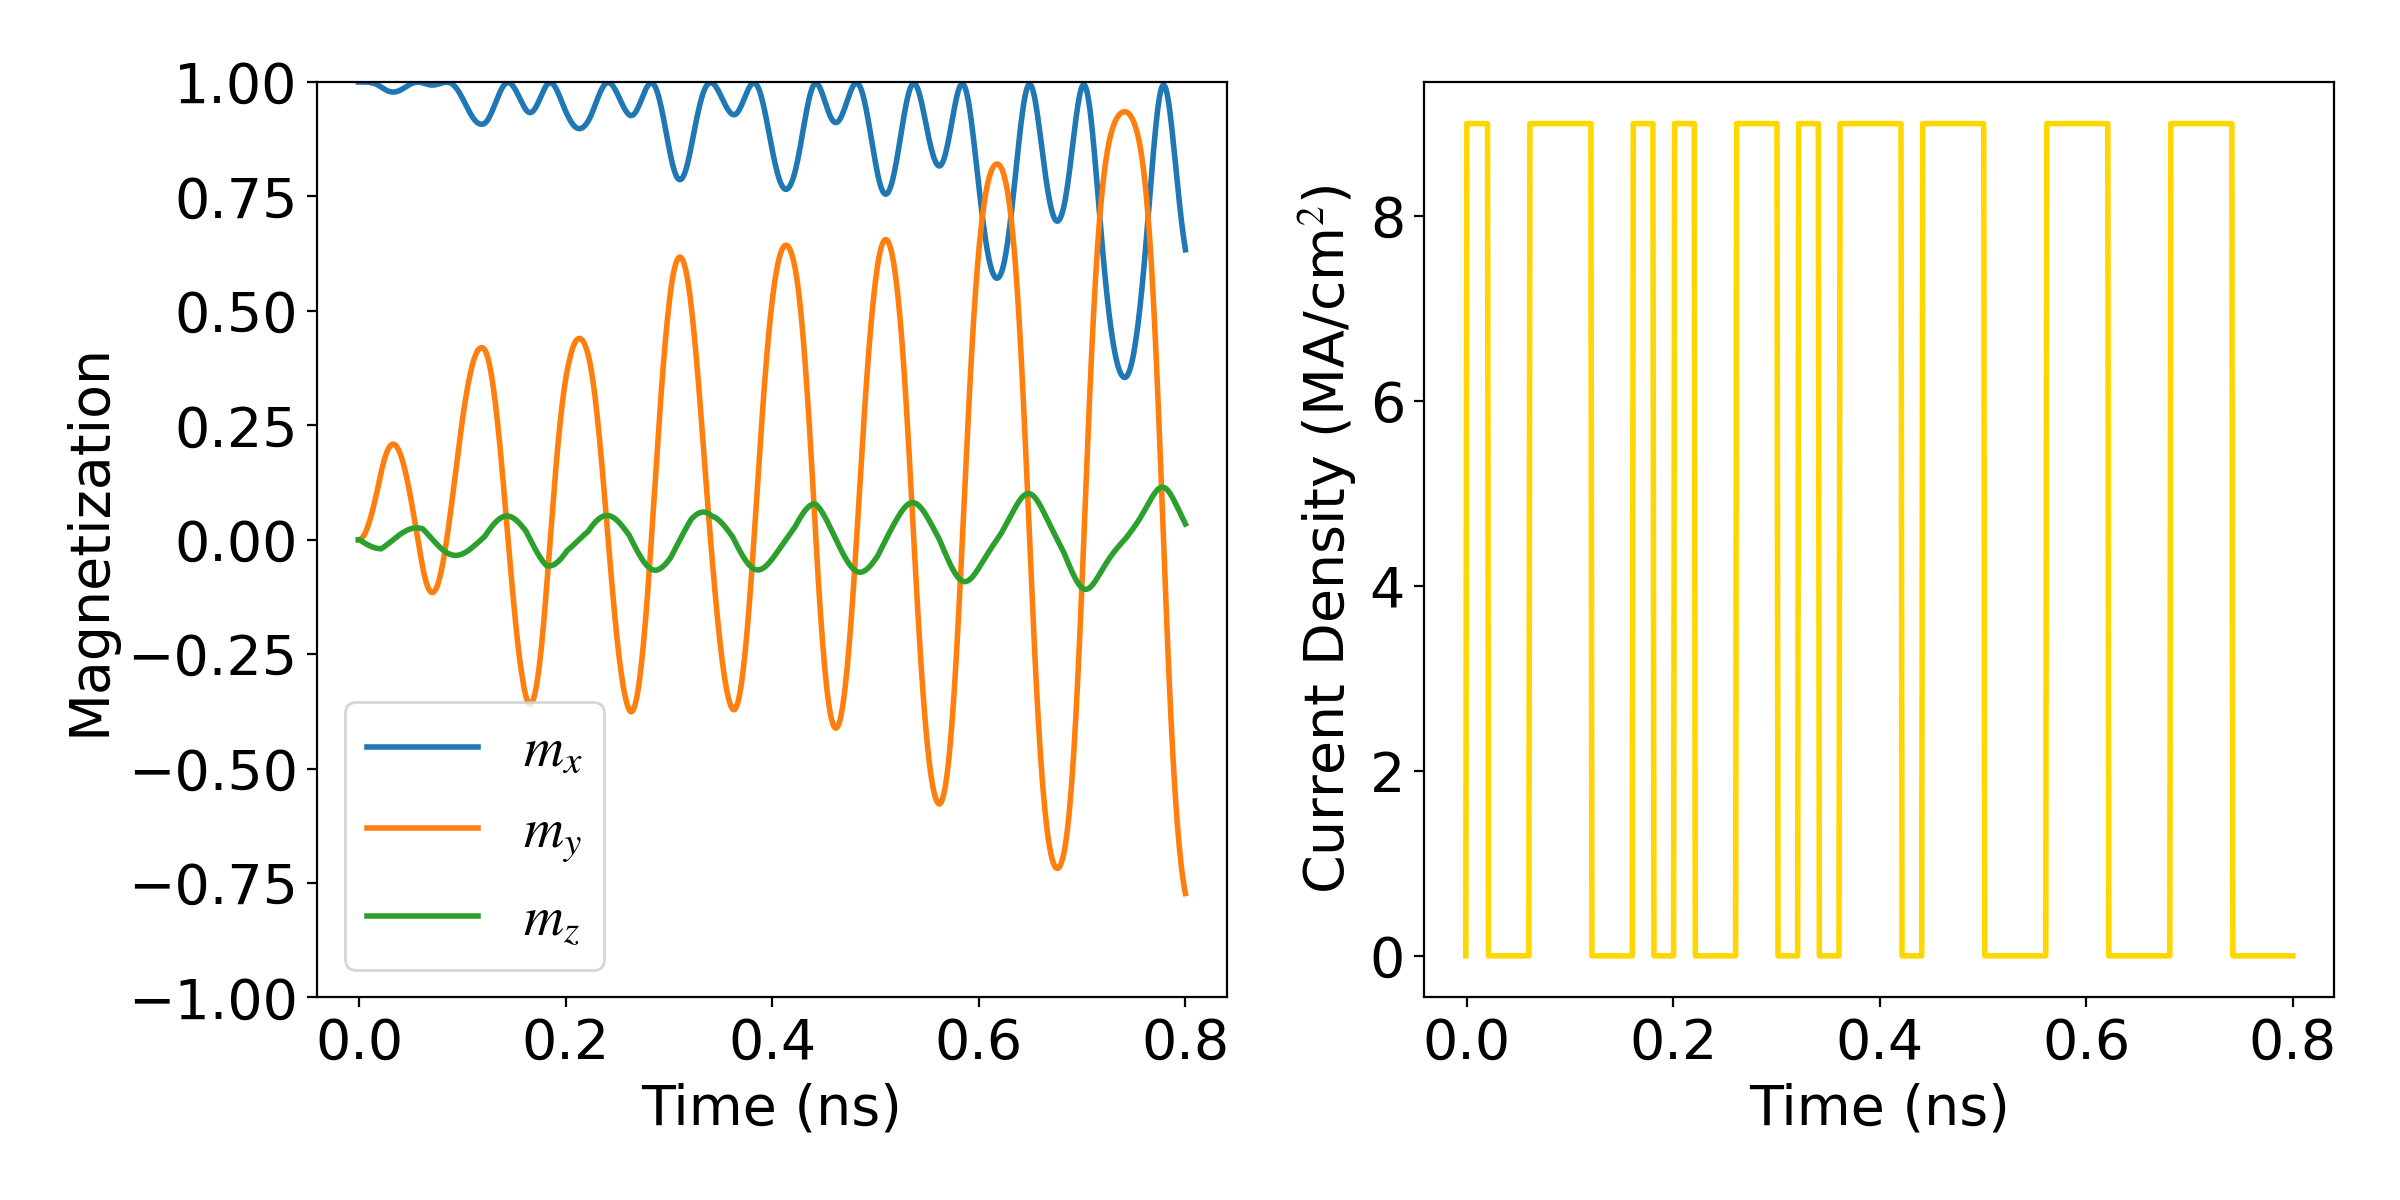 1.00
0.75
0.50
0.25
0.00
−0.25
−0.50
−0.75
−1.00
Magnetization
m_x
m_y
m_z
0.0 0.2 0.4 0.6 0.8
Time (ns)
8
6
4
2
0
Current Density (MA/cm²)
0.0 0.2 0.4 0.6 0.8
Time (ns)